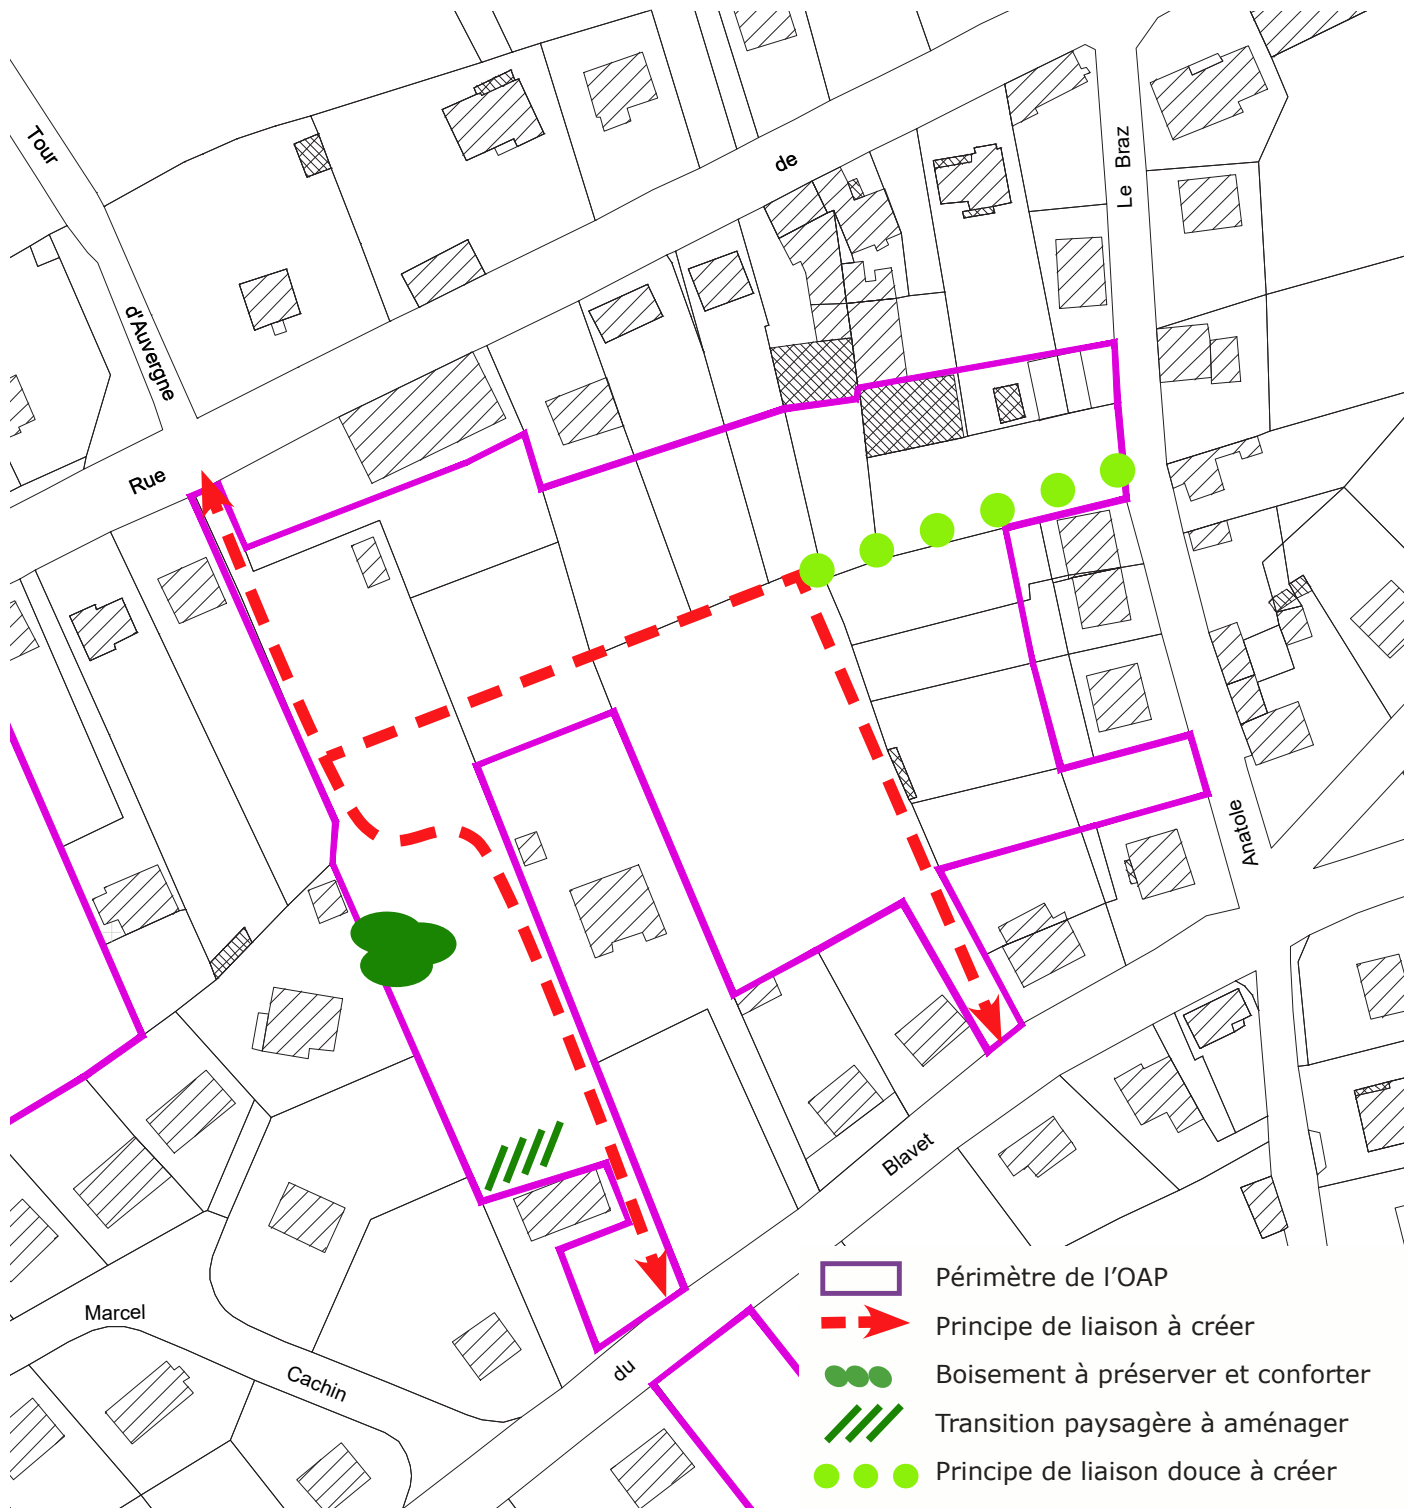 Tour
d'Auvergne
Rue
de
Le Braz
Anatole
Blavet
du
Marcel
Cachin
Périmètre de l’OAP
Principe de liaison à créer
Boisement à préserver et conforter
Transition paysagère à aménager
Principe de liaison douce à créer